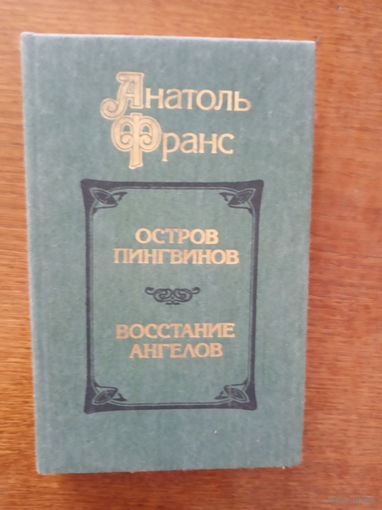 Анатоль
Франс
ОСТРОВ
ПИНГВИНОВ
ВОССТАНИЕ
АНГЕЛОВ